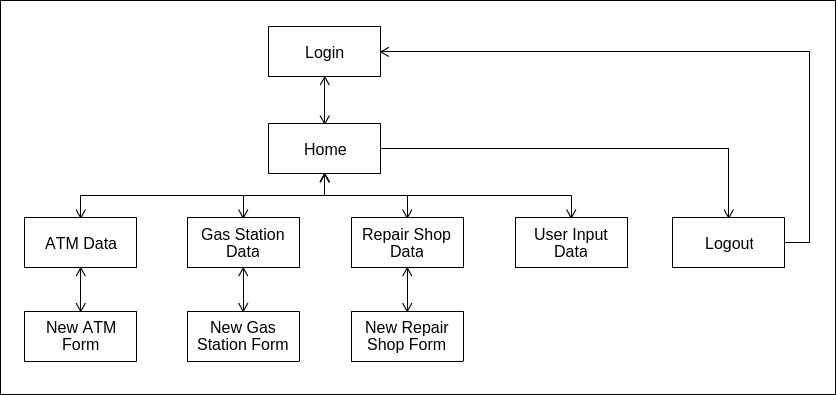 Login
Home
ATM Data
Gas Station
Data
Repair Shop
Data
User Input
Data
Logout
New ATM
Form
New Gas
Station Form
New Repair
Shop Form